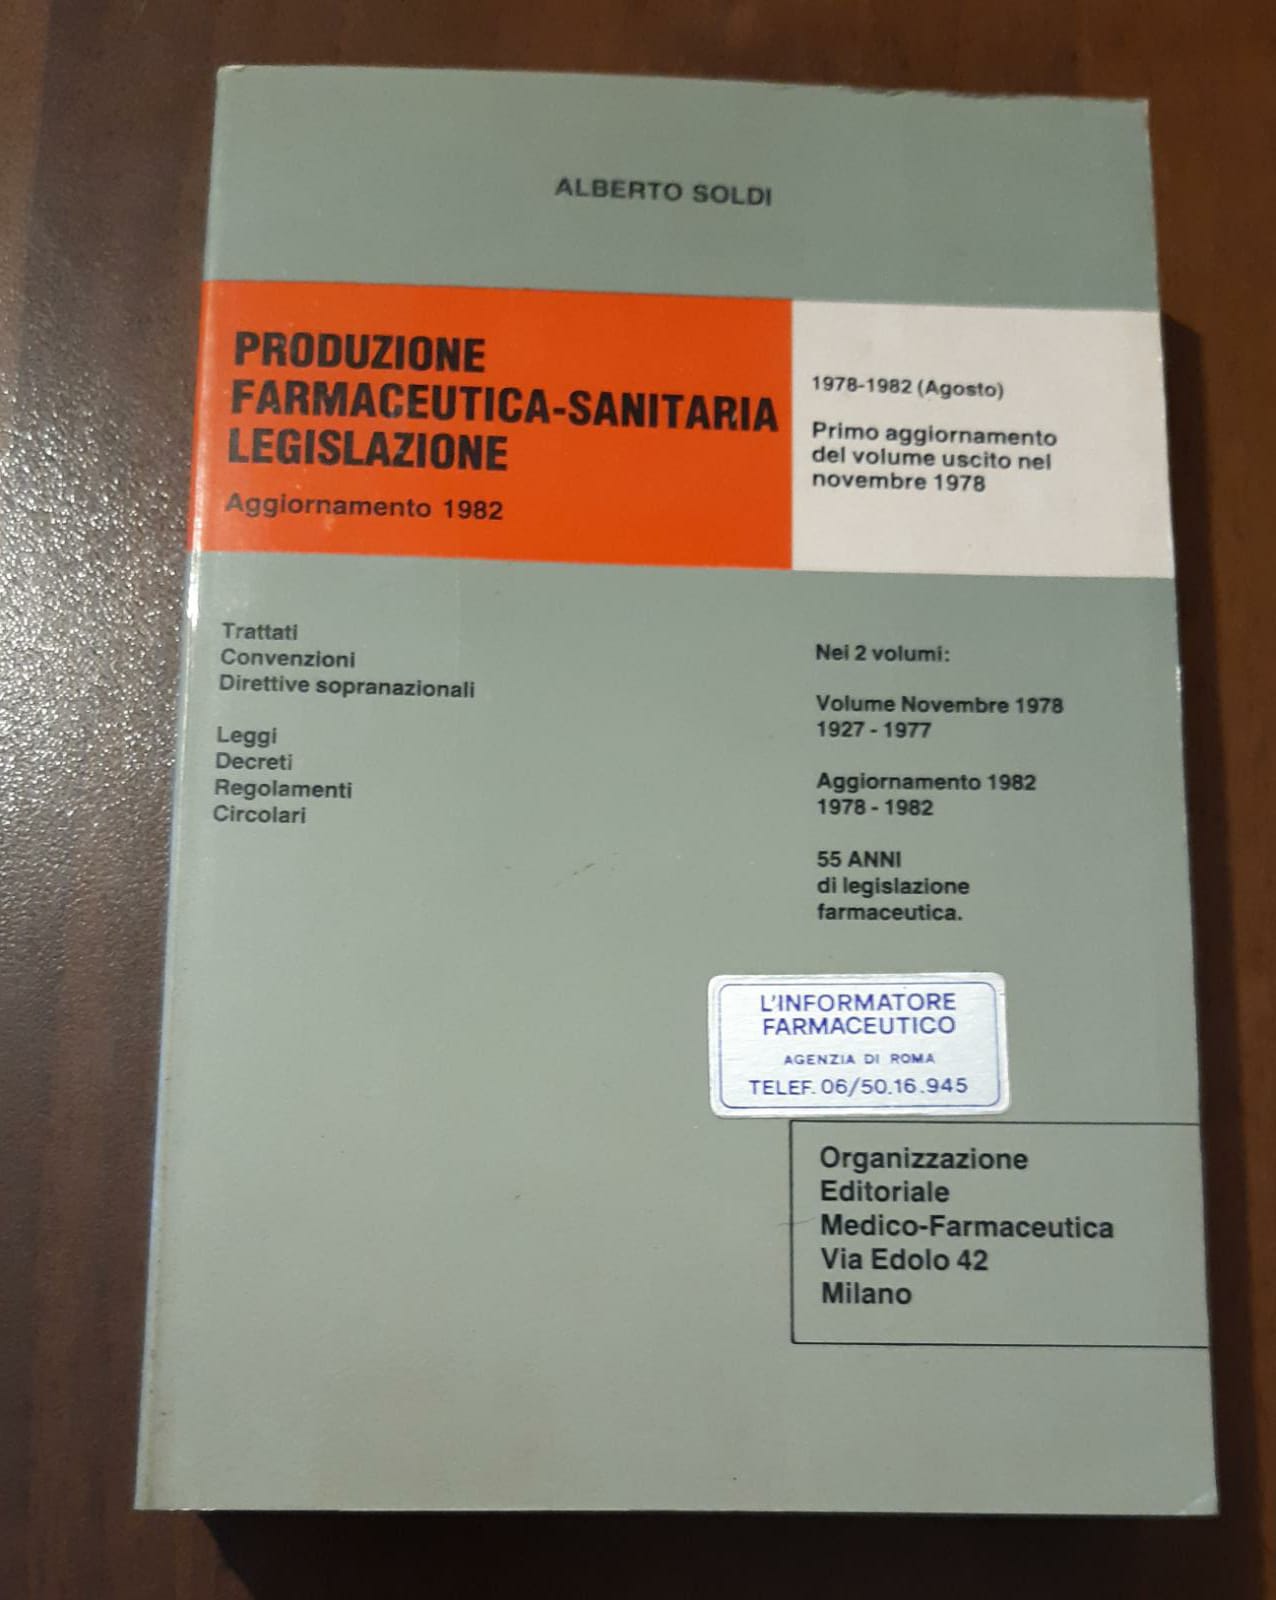 ALBERTO SOLDI
PRODUZIONE
FARMACEUTICA-SANITARIA
LEGISLAZIONE
Aggiornamento 1982
1978-1982 (Agosto)
Primo aggiornamento
del volume uscito nel
novembre 1978
Trattati
Convenzioni
Direttive sopranazionali
Leggi
Decreti
Regolamenti
Circolari
Nei 2 volumi:
Volume Novembre 1978
1927 - 1977
Aggiornamento 1982
1978 - 1982
55 ANNI
di legislazione
farmaceutica.
L'INFORMATORE
FARMACEUTICO
AGENZIA DI ROMA
TELEF. 06/50.16.945
Organizzazione
Editoriale
Medico-Farmaceutica
Via Edolo 42
Milano